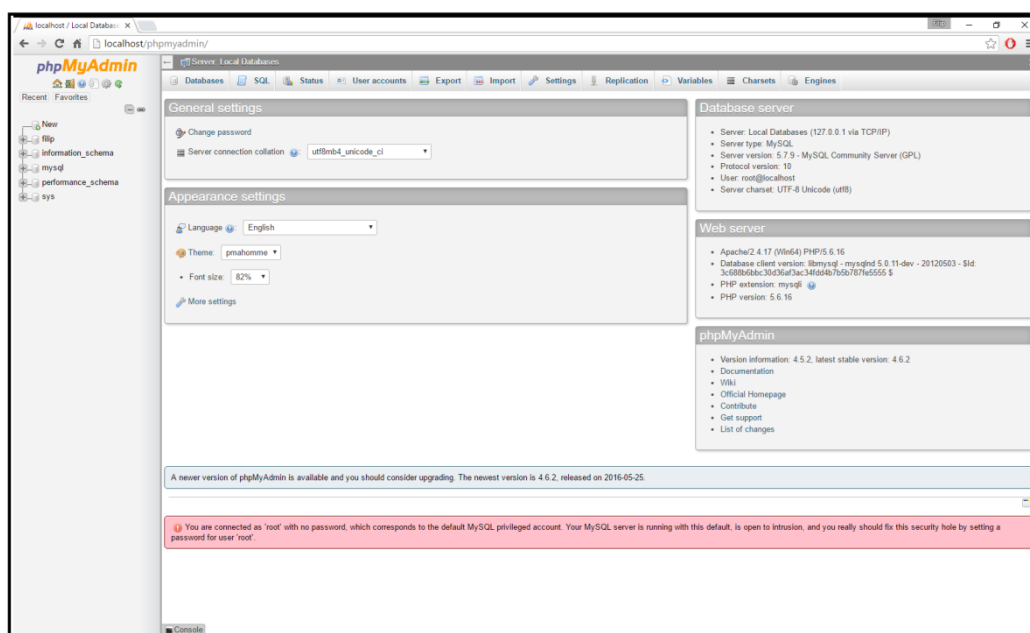 localhost / Local Databas
Filip
localhost/phpmyadmin/
phpMyAdmin
Recent Favorites
New
filip
information_schema
mysql
performance_schema
sys
Server: Local Databases
Databases SQL Status User accounts Export Import Settings Replication Variables Charsets Engines
General settings
Change password
Server connection collation : utf8mb4_unicode_ci
Appearance settings
Language : English
Theme: pmahomme
• Font size: 82%
More settings
Database server
• Server: Local Databases (127.0.0.1 via TCP/IP)
• Server type: MySQL
• Server version: 5.7.9 - MySQL Community Server (GPL)
• Protocol version: 10
• User: root@localhost
• Server charset: UTF-8 Unicode (utf8)
Web server
• Apache/2.4.17 (Win64) PHP/5.6.16
• Database client version: libmysql - mysqlnd 5.0.11-dev - 20120503 - $Id:
3c688b6bbc30d36af3ac34fdd4b7b5b787fe5555 $
• PHP extension: mysqli
• PHP version: 5.6.16
phpMyAdmin
• Version information: 4.5.2, latest stable version: 4.6.2
• Documentation
• Wiki
• Official Homepage
• Contribute
• Get support
• List of changes
A newer version of phpMyAdmin is available and you should consider upgrading. The newest version is 4.6.2, released on 2016-05-25.
You are connected as 'root' with no password, which corresponds to the default MySQL privileged account. Your MySQL server is running with this default, is open to intrusion, and you really should fix this security hole by setting a
password for user 'root'.
Console